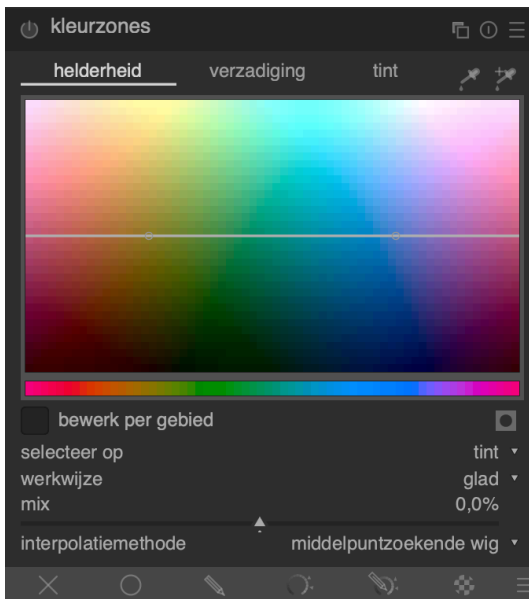 kleurzones
helderheid verzadiging tint
bewerk per gebied
selecteer op tint
werkwijze glad
mix 0,0%
interpolatiemethode middelpuntzoekende wig